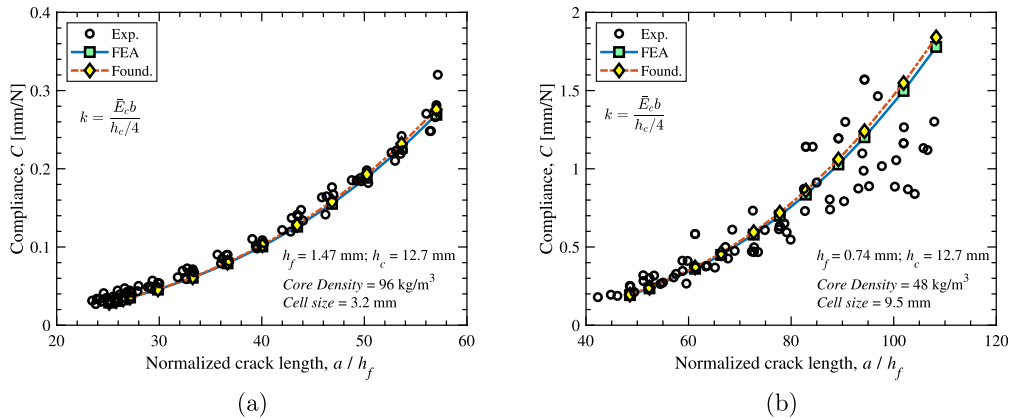 0.4
0.3
0.2
0.1
0
20 30 40 50 60
Compliance, C [mm/N]
Normalized crack length, a / h_f
Exp.
FEA
Found.
k = \frac{\bar{E}_c b}{h_c/4}
h_f = 1.47 mm; h_c = 12.7 mm
Core Density = 96 kg/m^3
Cell size = 3.2 mm
(a)
2
1.5
1
0.5
0
40 60 80 100 120
Compliance, C [mm/N]
Normalized crack length, a / h_f
Exp.
FEA
Found.
k = \frac{\bar{E}_c b}{h_c/4}
h_f = 0.74 mm; h_c = 12.7 mm
Core Density = 48 kg/m^3
Cell size = 9.5 mm
(b)